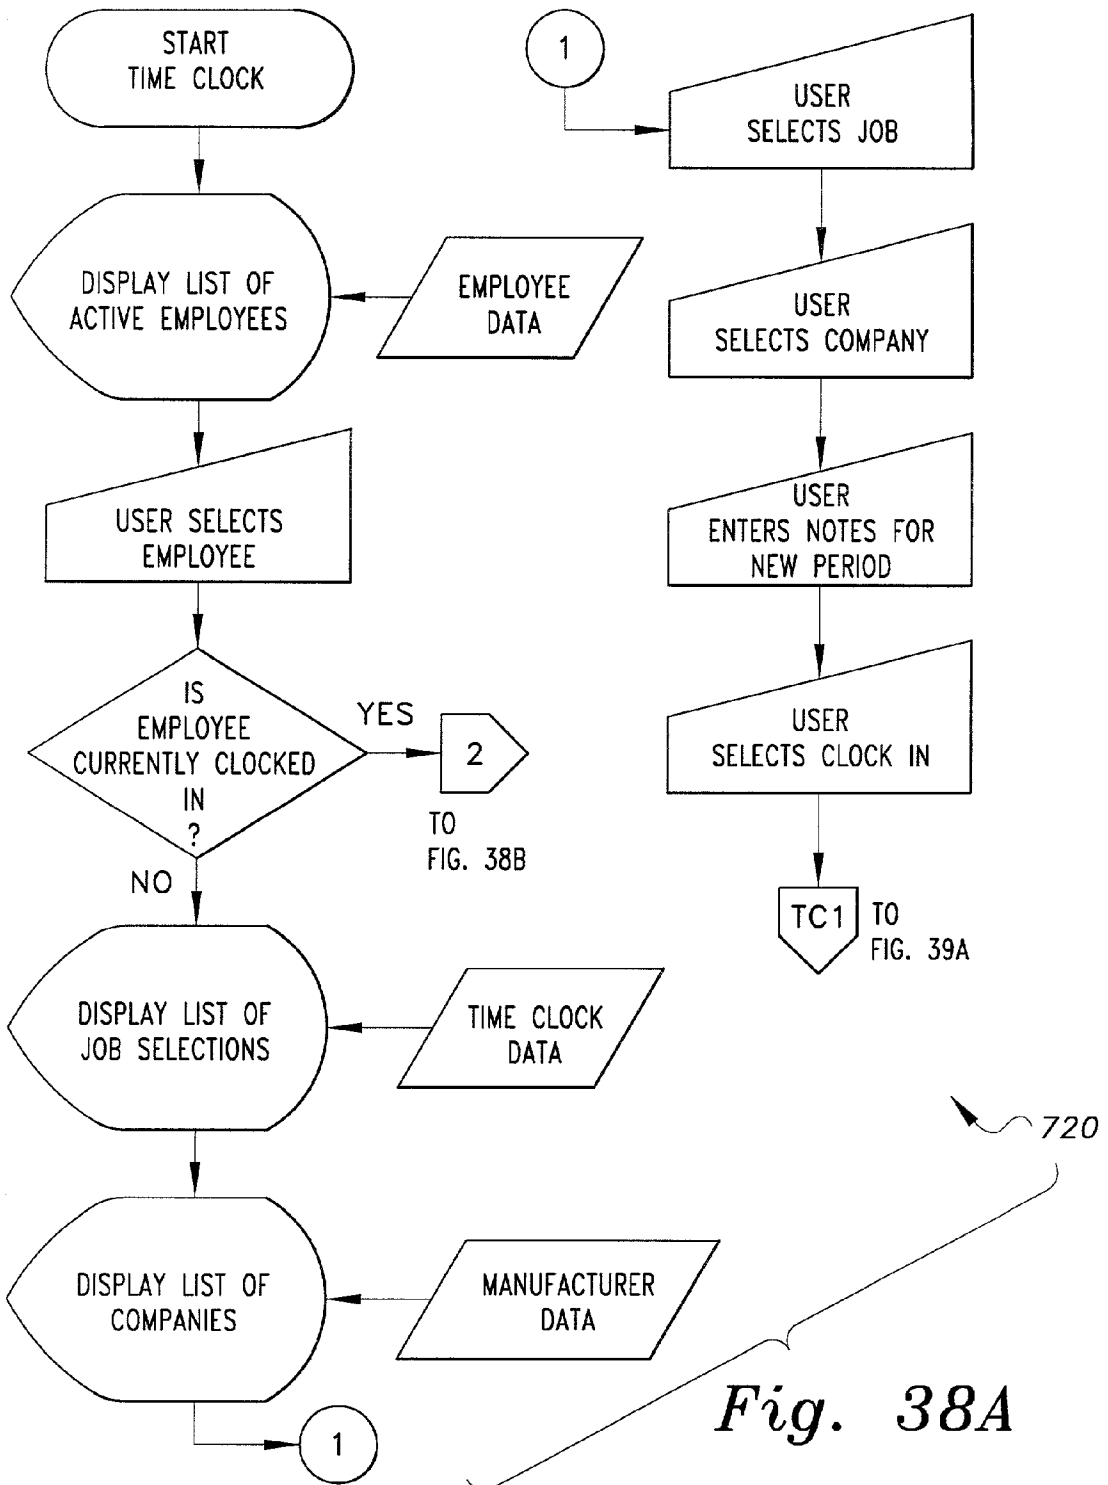 START
TIME CLOCK
DISPLAY LIST OF
ACTIVE EMPLOYEES
EMPLOYEE
DATA
USER SELECTS
EMPLOYEE
IS
EMPLOYEE
CURRENTLY CLOCKED
IN
?
YES
2
TO
FIG. 38B
NO
DISPLAY LIST OF
JOB SELECTIONS
TIME CLOCK
DATA
DISPLAY LIST OF
COMPANIES
MANUFACTURER
DATA
1
1
USER
SELECTS JOB
USER
SELECTS COMPANY
USER
ENTERS NOTES FOR
NEW PERIOD
USER
SELECTS CLOCK IN
TC1
TO
FIG. 39A
720
Fig. 38A